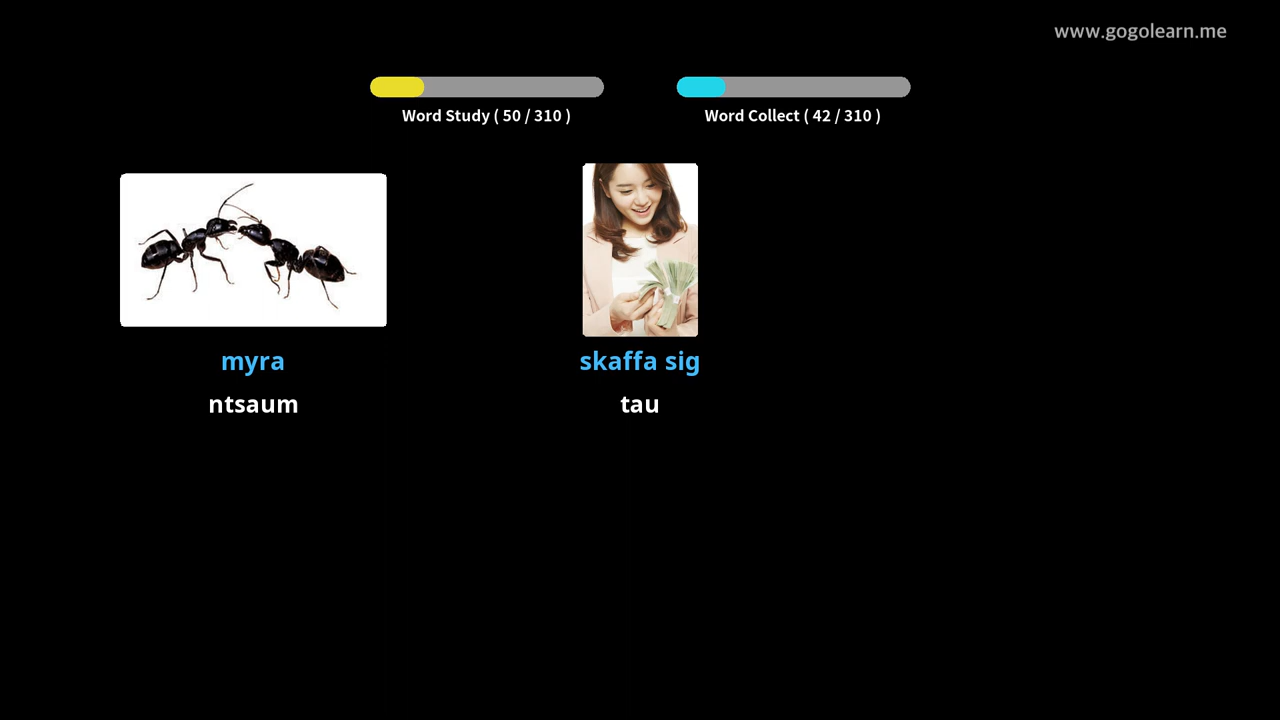 www.gogolearn.me
Word Study ( 50 / 310 )
Word Collect ( 42 / 310 )
myra
skaffa sig
ntsaum
tau